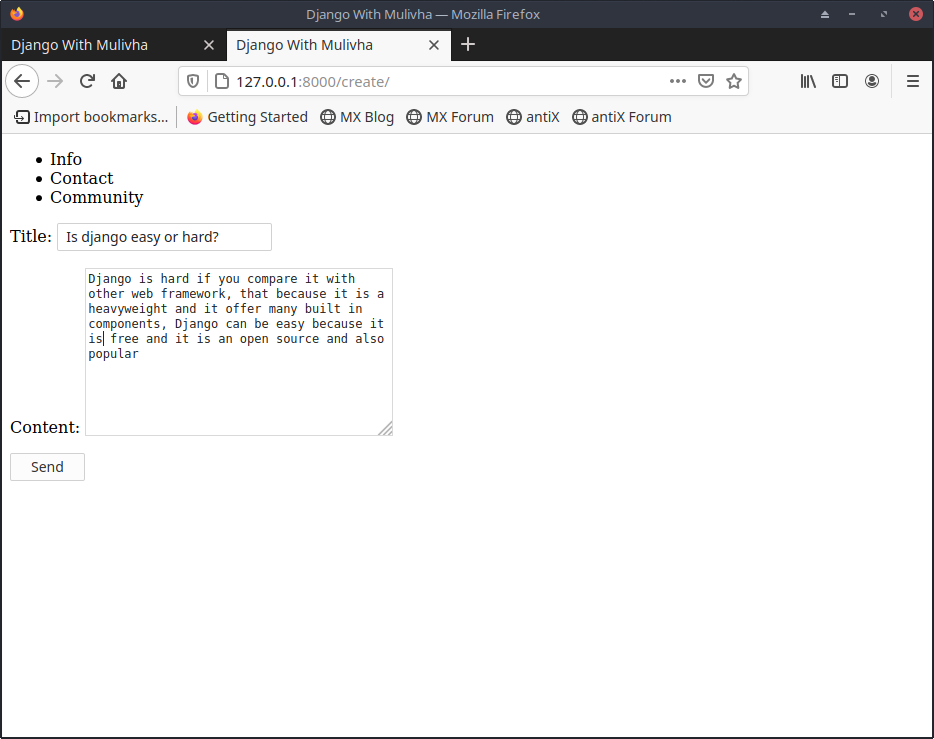 Django With Mulivha — Mozilla Firefox
Django With Mulivha
Django With Mulivha
127.0.0.1:8000/create/
Import bookmarks...
Getting Started
MX Blog
MX Forum
antiX
antiX Forum
Info
Contact
Community
Title: Is django easy or hard?
Django is hard if you compare it with
other web framework, that because it is a
heavyweight and it offer many built in
components, Django can be easy because it
is free and it is an open source and also
popular
Content:
Send